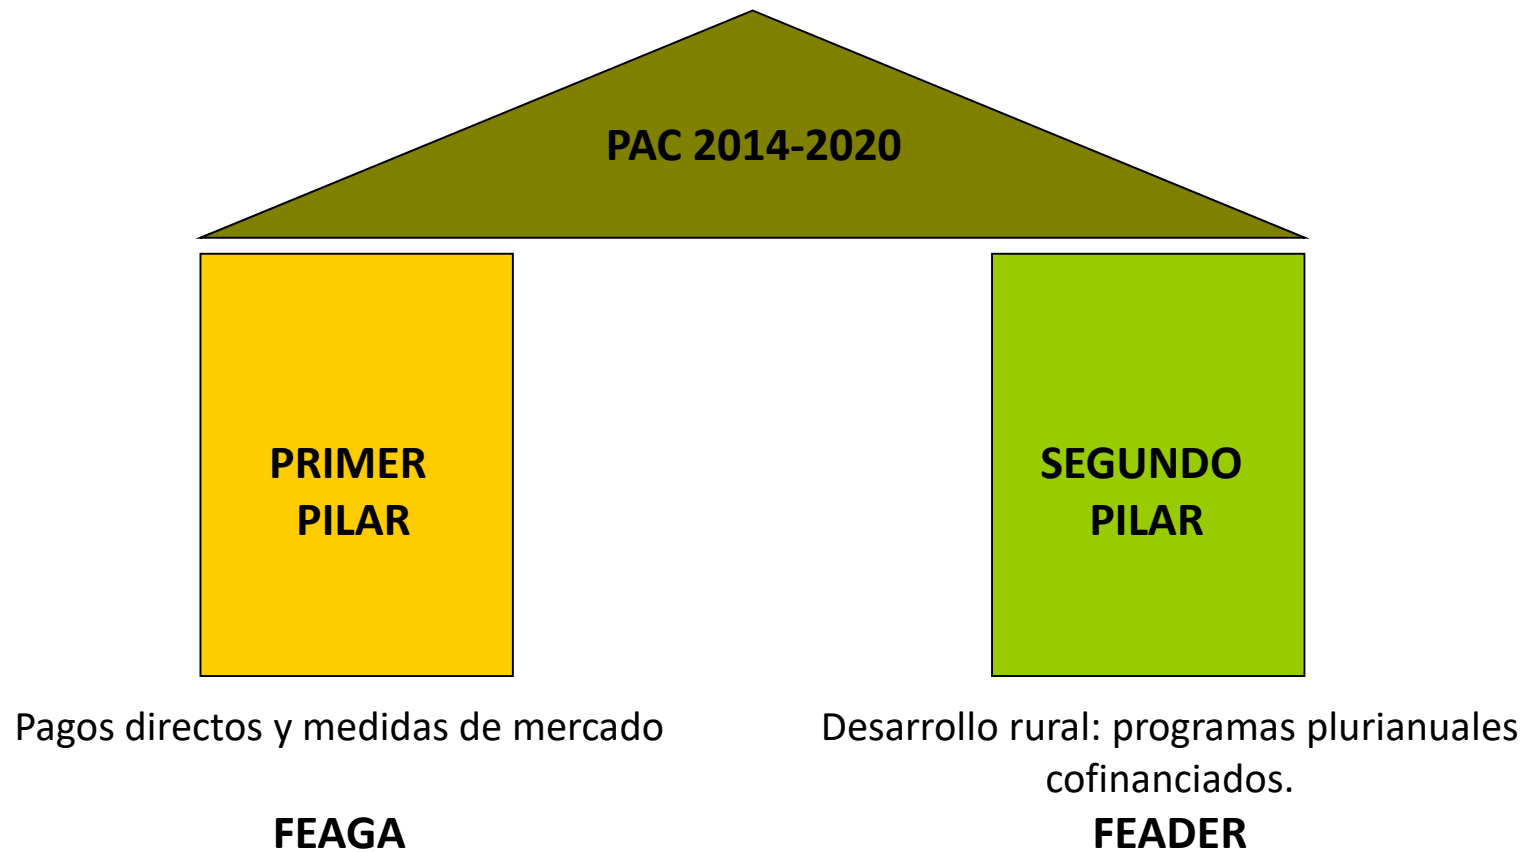 PAC 2014-2020
PRIMER
PILAR
SEGUNDO
PILAR
Pagos directos y medidas de mercado
FEAGA
Desarrollo rural: programas plurianuales
cofinanciados.
FEADER